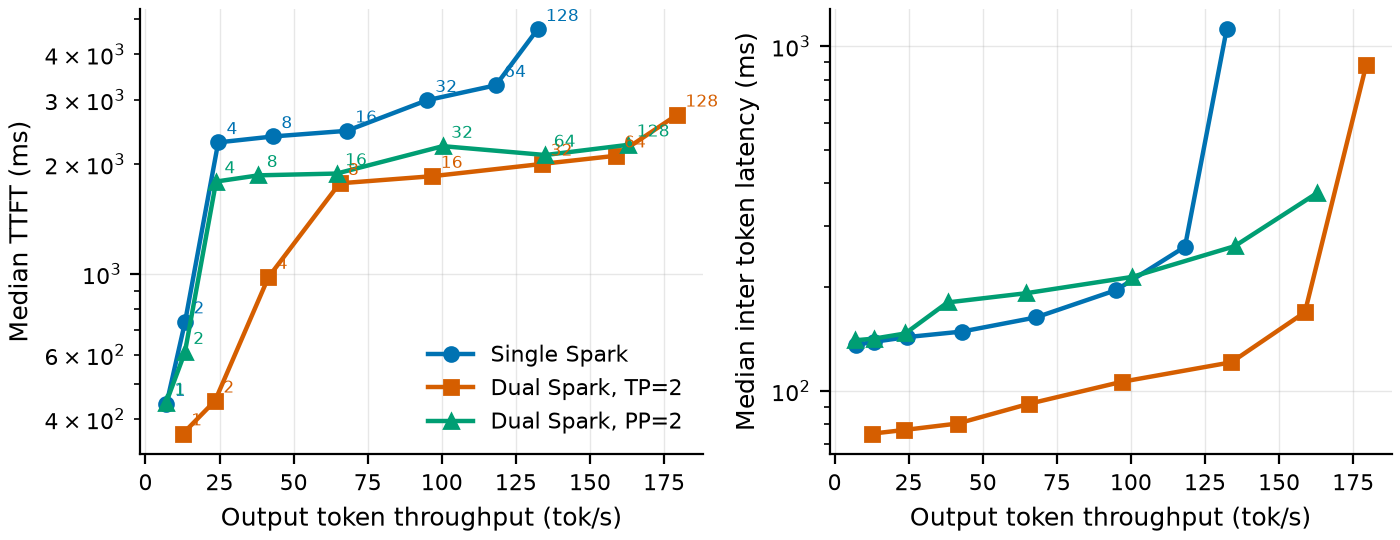 Median TTFT (ms)
4 × 10³
3 × 10³
2 × 10³
10³
6 × 10²
4 × 10²
128
64
32
16
8
4
2
1
128
64
32
16
8
4
2
1
128
64
32
16
8
4
2
1
Single Spark
Dual Spark, TP=2
Dual Spark, PP=2
0 25 50 75 100 125 150 175
Output token throughput (tok/s)
Median inter token latency (ms)
10³
10²
0 25 50 75 100 125 150 175
Output token throughput (tok/s)